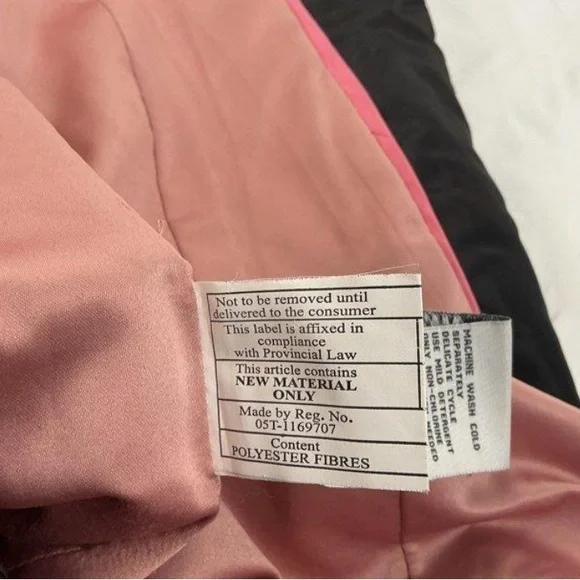 Not to be removed until
delivered to the consumer
This label is affixed in
compliance
with Provincial Law
This article contains
NEW MATERIAL
ONLY
Made by Reg. No.
05T-1169707
Content
POLYESTER FIBRES
MACHINE WASH COLD
SEPARATELY
DELICATE CYCLE
USE MILD DETERGENT
ONLY NON-CHLORINE
NEEDED